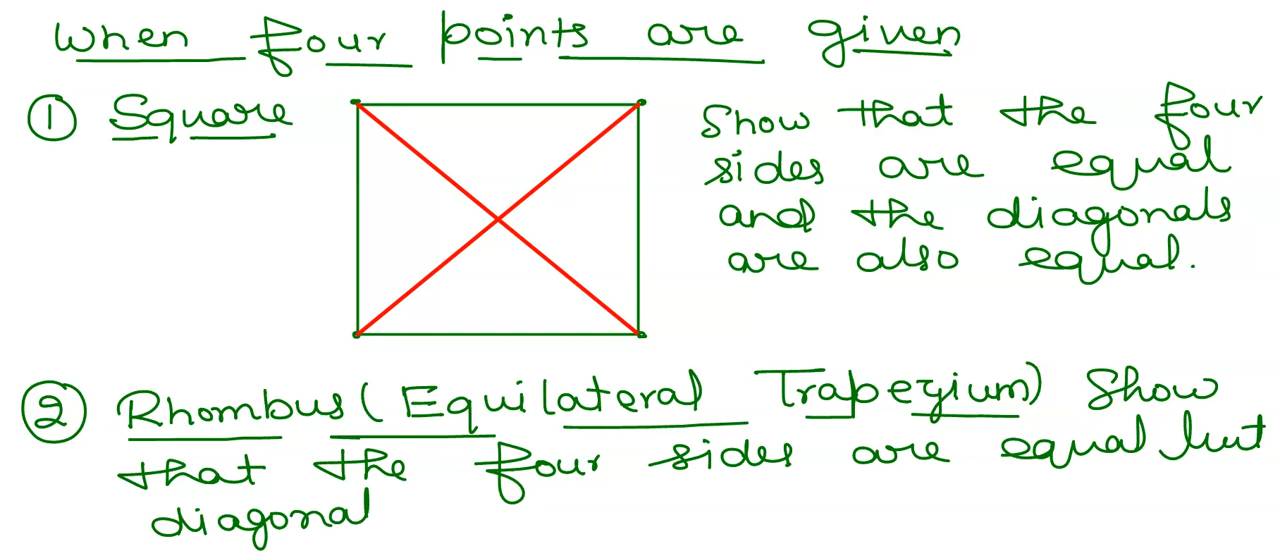 When four points are given
① Square
Show that the four
sides are equal
and the diagonals
are also equal.
② Rhombus (Equilateral Trapezium) Show
that the four sides are equal but
diagonal